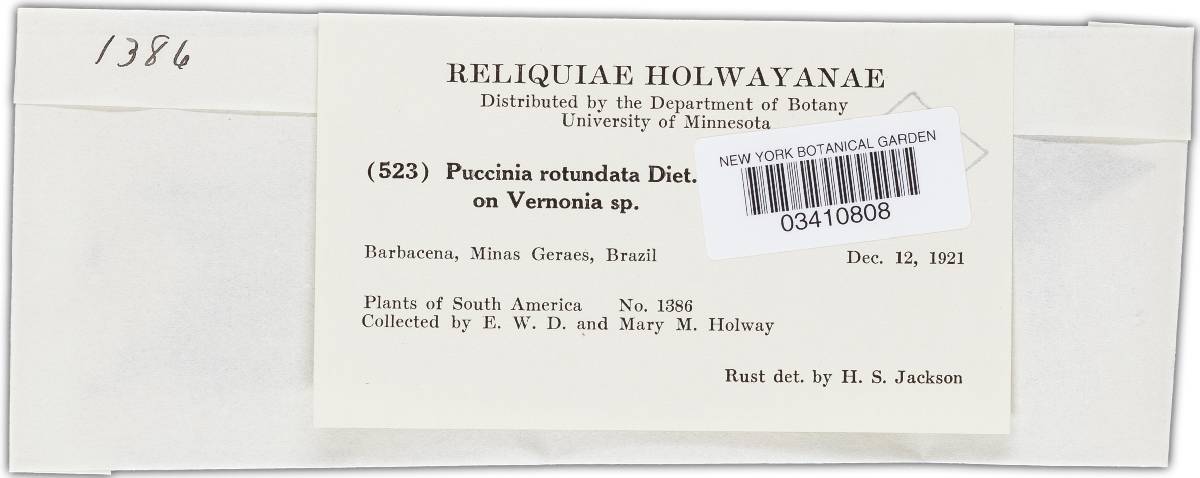 1386
RELIQUIAE HOLWAYANAE
Distributed by the Department of Botany
University of Minnesota
NEW YORK BOTANICAL GARDEN
03410808
(523) Puccinia rotundata Diet.
on Vernonia sp.
Barbacena, Minas Geraes, Brazil Dec. 12, 1921
Plants of South America No. 1386
Collected by E. W. D. and Mary M. Holway
Rust det. by H. S. Jackson